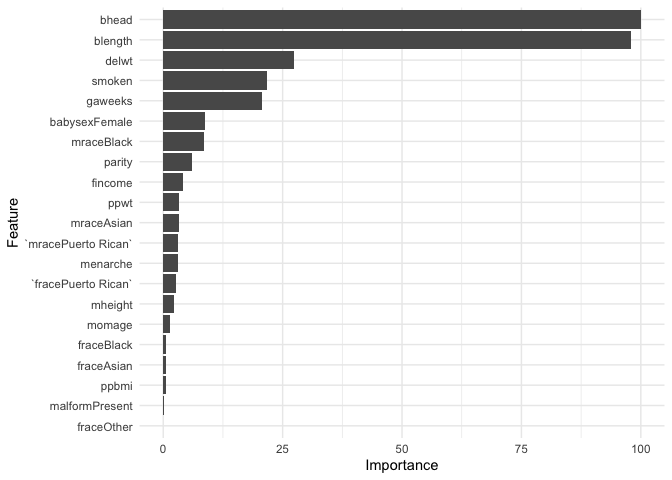 bhead
blength
delwt
smoken
gaweeks
babysexFemale
mraceBlack
parity
fincome
ppwt
mraceAsian
`mracePuerto Rican`
menarche
`fracePuerto Rican`
mheight
momage
fraceBlack
fraceAsian
ppbmi
malformPresent
fraceOther
Feature
0 25 50 75 100
Importance